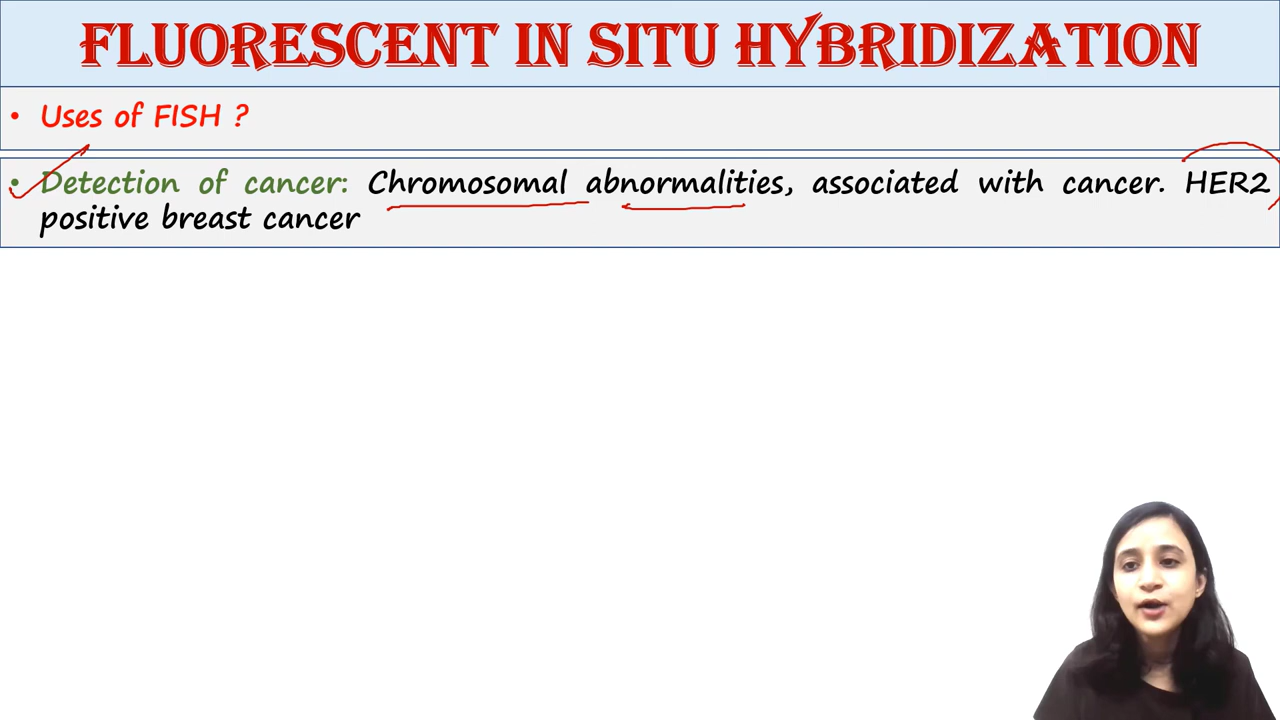 FLUORESCENT IN SITU HYBRIDIZATION
• Uses of FISH ?
• Detection of cancer: Chromosomal abnormalities, associated with cancer. HER2
positive breast cancer